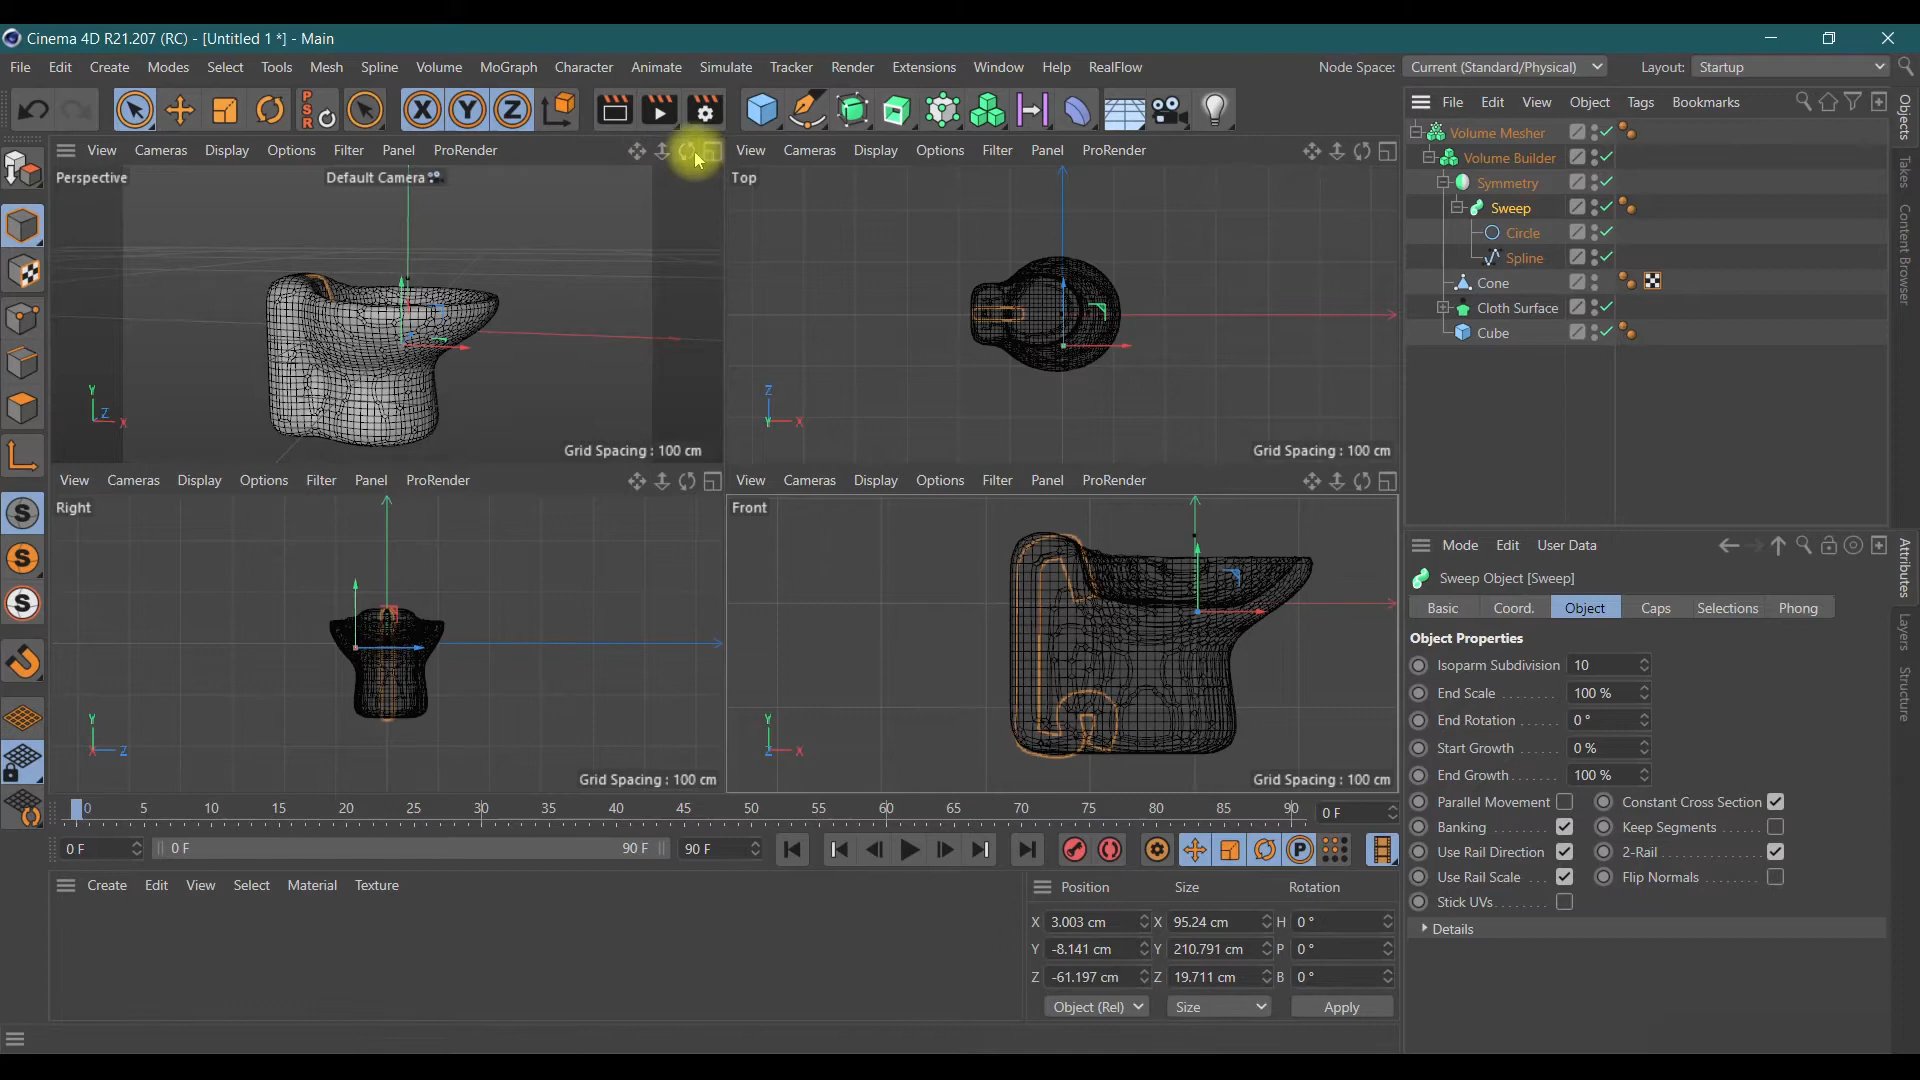 Cinema 4D R21.207 (RC) - [Untitled 1 *] - Main
File Edit Create Modes Select Tools Mesh Spline Volume MoGraph Character Animate Simulate Tracker Render Extensions Window Help RealFlow Node Space: Current (Standard/Physical) Layout: Startup
PSR X Y Z
File Edit View Object Tags Bookmarks
Volume Mesher
Volume Builder
Symmetry
Sweep
Circle
Spline
Cone
Cloth Surface
Cube
Objects
Takes
Content Browser
View Cameras Display Options Filter Panel ProRender
Perspective Default Camera
Y Z X
Grid Spacing : 100 cm
View Cameras Display Options Filter Panel ProRender
Top
Z Y X
Grid Spacing : 100 cm
View Cameras Display Options Filter Panel ProRender
Right
Y X Z
Grid Spacing : 100 cm
View Cameras Display Options Filter Panel ProRender
Front
Y Z X
Grid Spacing : 100 cm
S
S
S
Mode Edit User Data
Sweep Object [Sweep]
Basic Coord. Object Caps Selections Phong
Object Properties
Isoparm Subdivision 10
End Scale 100 %
End Rotation 0 °
Start Growth 0 %
End Growth 100 %
Parallel Movement Constant Cross Section
Banking Keep Segments
Use Rail Direction 2-Rail
Use Rail Scale Flip Normals
Stick UVs
Details
Attributes
Layers
Structure
0 5 10 15 20 25 30 35 40 45 50 55 60 65 70 75 80 85 90 0 F
0 F 0 F 90 F 90 F P
Create Edit View Select Material Texture
Position Size Rotation
X 3.003 cm X 95.24 cm H 0 °
Y -8.141 cm Y 210.791 cm P 0 °
Z -61.197 cm Z 19.711 cm B 0 °
Object (Rel) Size Apply